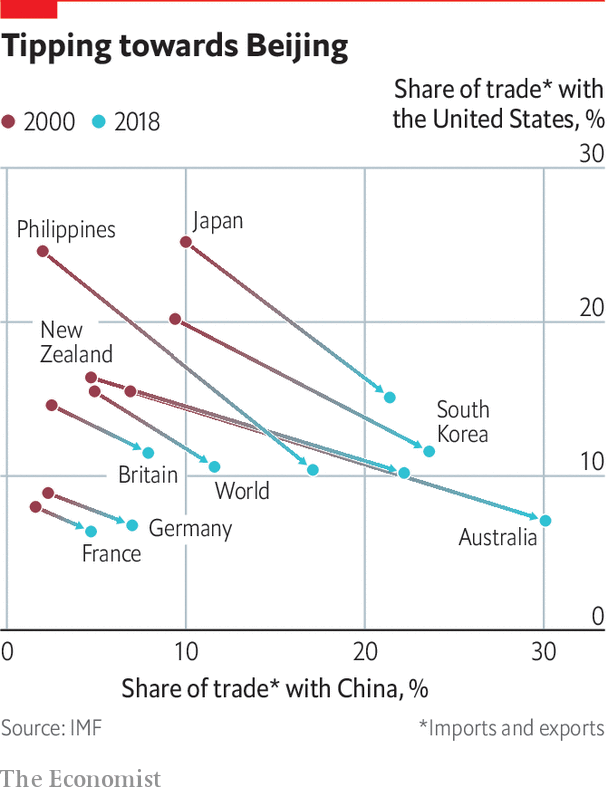 Tipping towards Beijing
Share of trade* with
the United States, %
2000
2018
30
Philippines
Japan
20
New
Zealand
South
Korea
10
Britain
World
Germany
Australia
France
0
0
10
20
30
Share of trade* with China, %
Source: IMF
*Imports and exports
The Economist